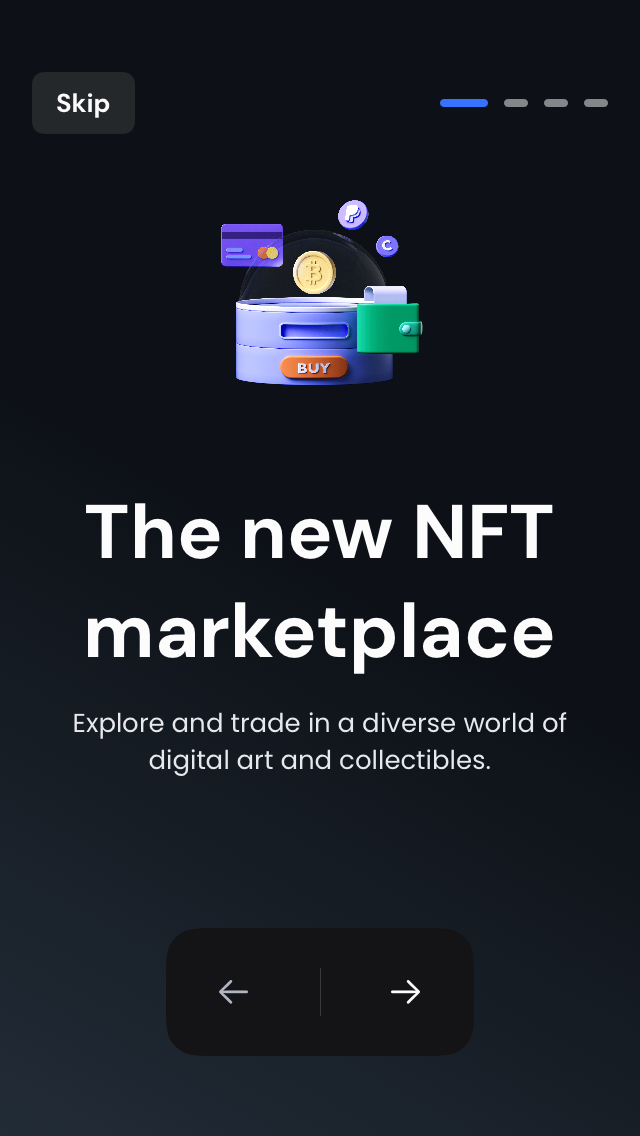 Skip
C
BUY
The new NFT
marketplace
Explore and trade in a diverse world of
digital art and collectibles.